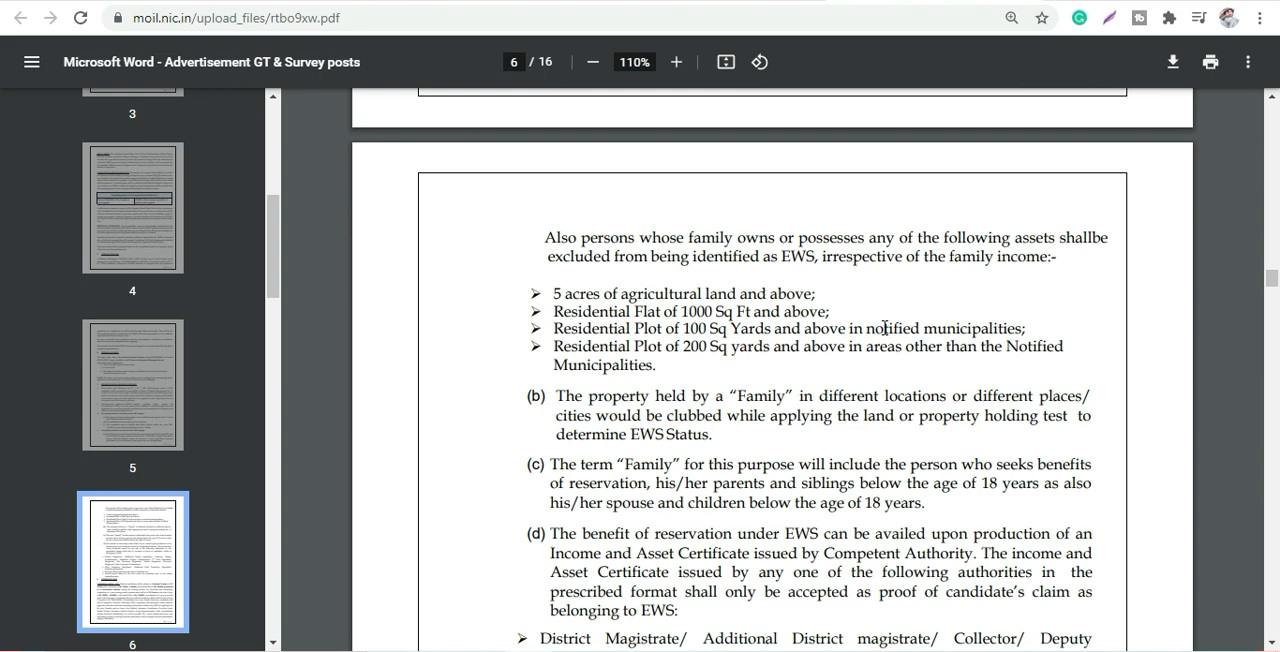 moil.nic.in/upload_files/rtbo9xw.pdf
Microsoft Word - Advertisement GT & Survey posts
6 / 16
110%
3
4
5
6
Also persons whose family owns or possesses any of the following assets shallbe
excluded from being identified as EWS, irrespective of the family income:-
➢ 5 acres of agricultural land and above;
➢ Residential Flat of 1000 Sq Ft and above;
➢ Residential Plot of 100 Sq Yards and above in notified municipalities;
➢ Residential Plot of 200 Sq yards and above in areas other than the Notified
Municipalities.
(b) The property held by a “Family” in different locations or different places/
cities would be clubbed while applying the land or property holding test to
determine EWS Status.
(c) The term “Family” for this purpose will include the person who seeks benefits
of reservation, his/her parents and siblings below the age of 18 years as also
his/her spouse and children below the age of 18 years.
(d) The benefit of reservation under EWS can be availed upon production of an
Income and Asset Certificate issued by Competent Authority. The income and
Asset Certificate issued by any one of the following authorities in the
prescribed format shall only be accepted as proof of candidate’s claim as
belonging to EWS:
➢ District Magistrate/ Additional District magistrate/ Collector/ Deputy